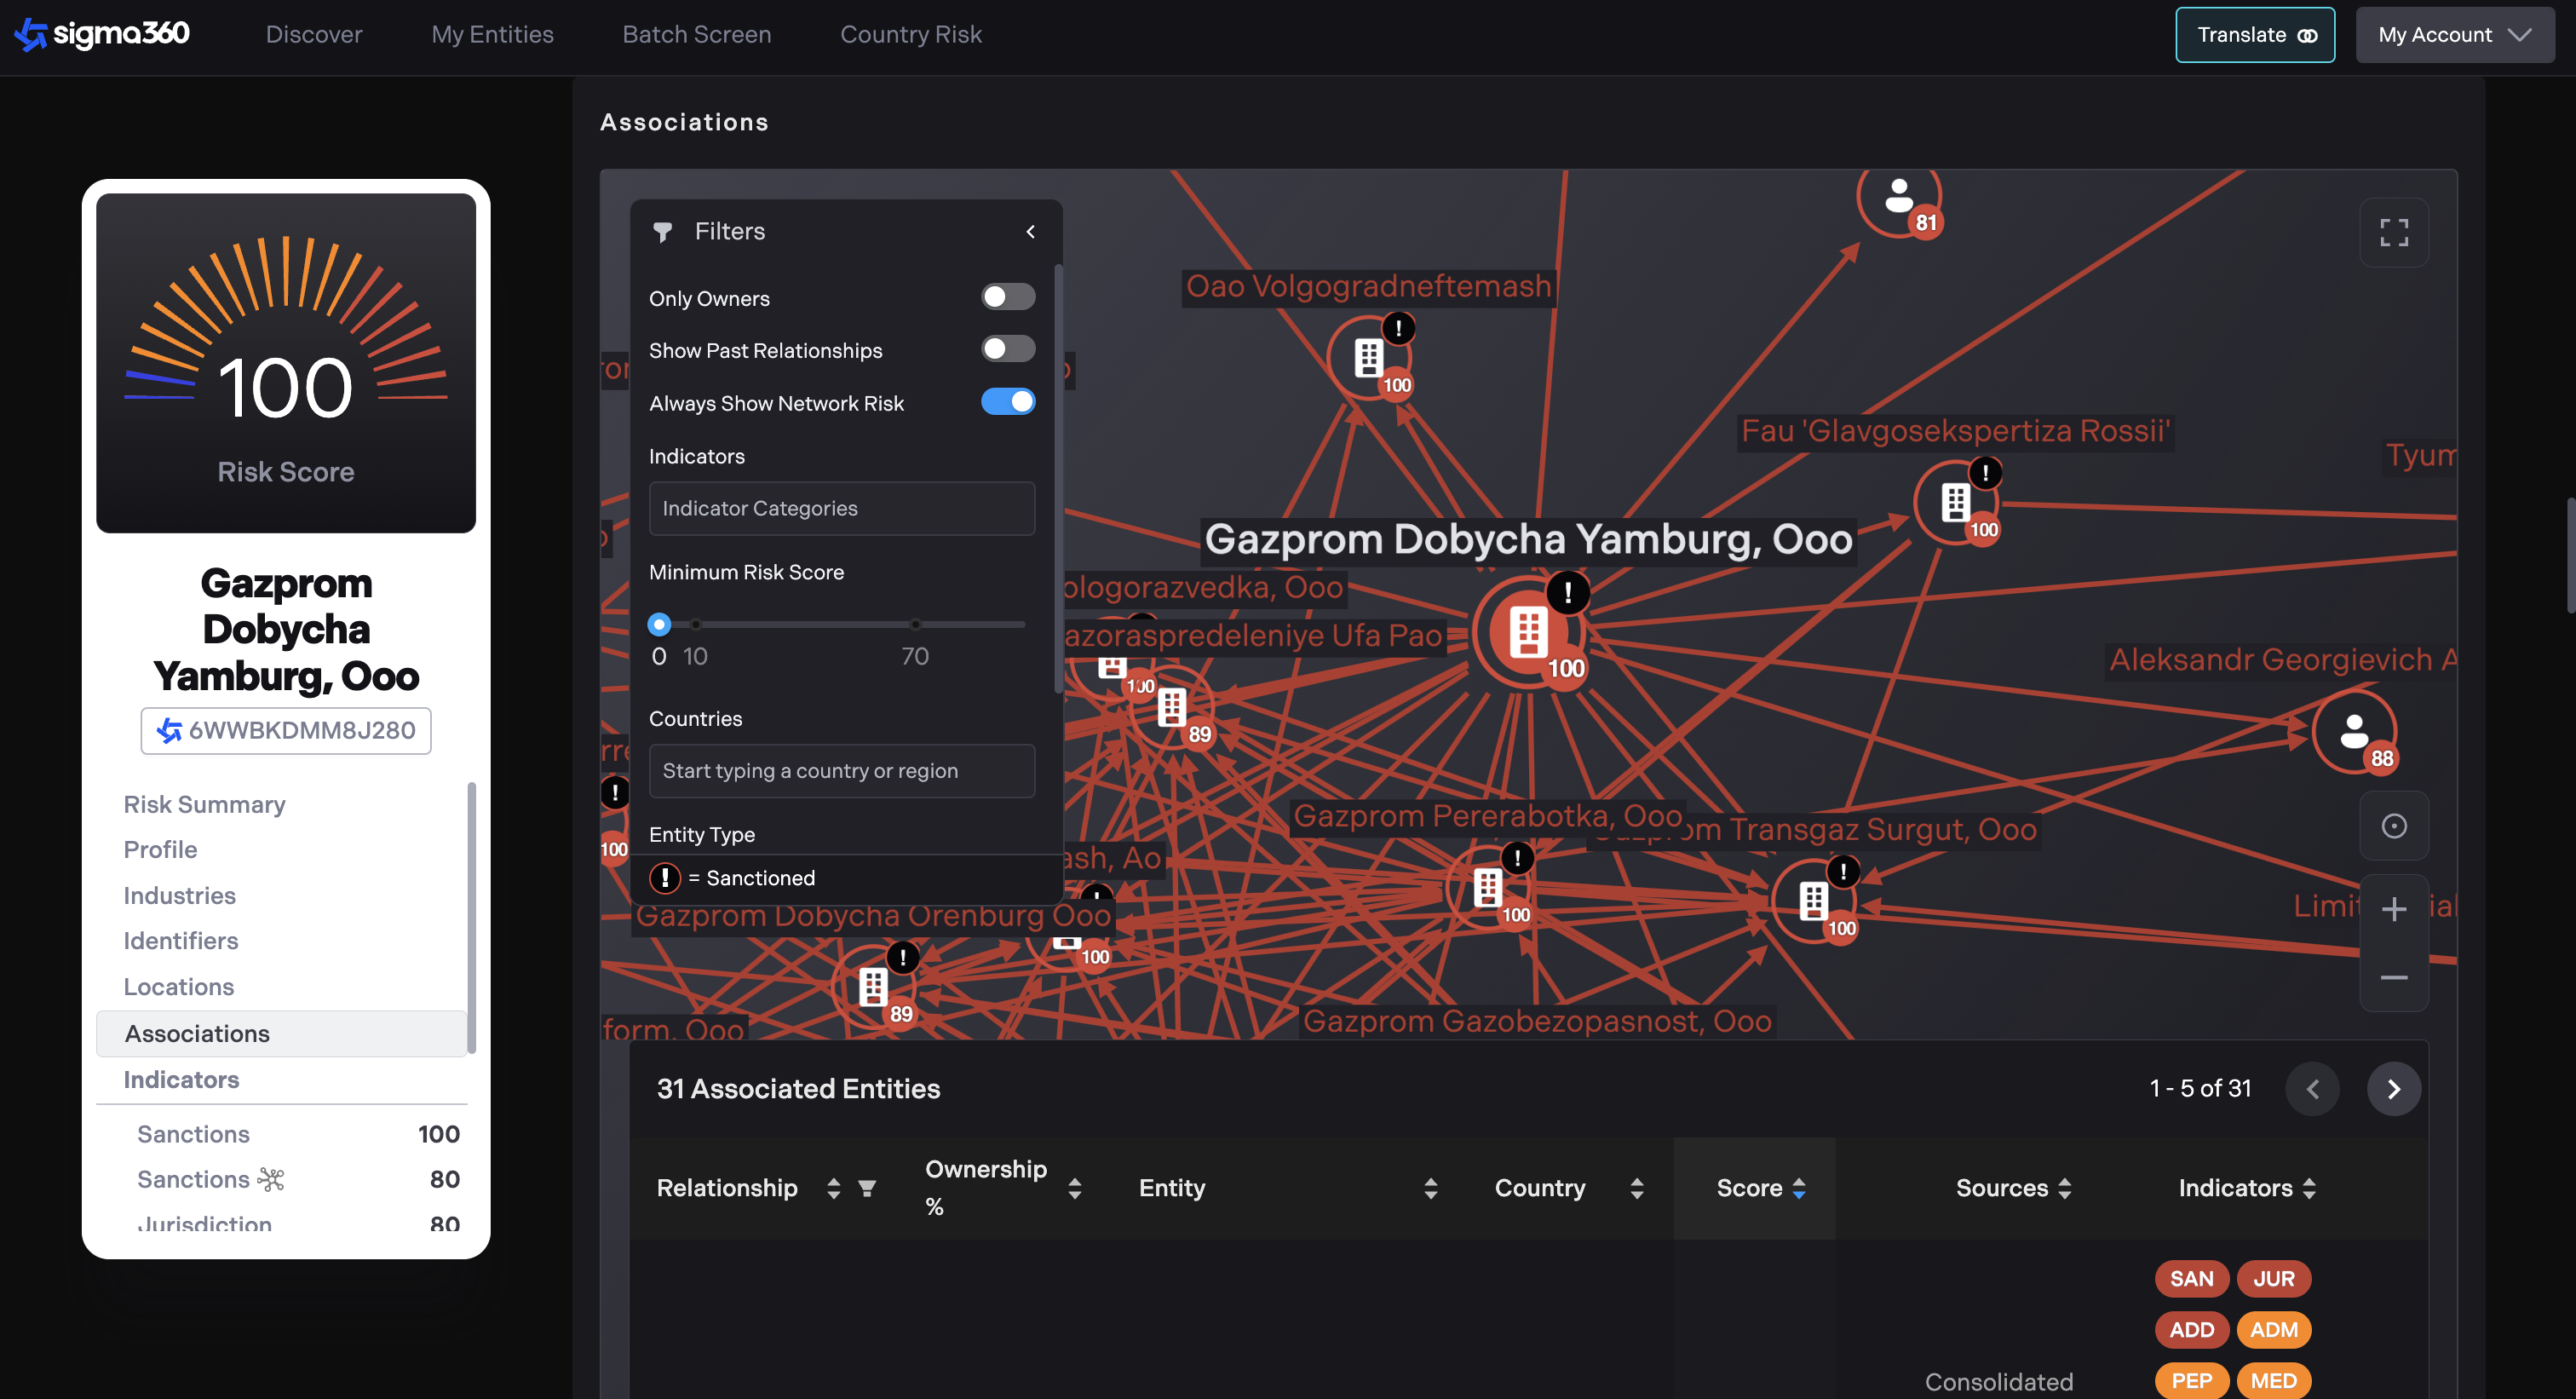 sigma360
Discover
My Entities
Batch Screen
Country Risk
Translate
My Account
100
Risk Score
Gazprom
Dobycha
Yamburg, Ooo
6WWBKDMM8J280
Risk Summary
Profile
Industries
Identifiers
Locations
Associations
Indicators
Sanctions 100
Sanctions 80
Jurisdiction 80
Associations
Filters
Only Owners
Show Past Relationships
Always Show Network Risk
Indicators
Indicator Categories
Minimum Risk Score
0 10 70
Countries
Start typing a country or region
Entity Type
! = Sanctioned
81
Oao Volgogradneftemash
!
100
Fau 'Glavgosekspertiza Rossii'
!
100
Tyum
Gazprom Dobycha Yamburg, Ooo
!
100
ologorazvedka, Ooo
azoraspredeleniye Ufa Pao
100
89
Aleksandr Georgievich A
88
!
100
Gazprom Pererabotka, Ooo
!
100
om Transgaz Surgut, Ooo
!
100
ash, Ao
!
100
Gazprom Dobycha Orenburg Ooo
!
89
form, Ooo
Gazprom Gazobezopasnost, Ooo
Limit
ial
31 Associated Entities
1 - 5 of 31
Relationship
Ownership
%
Entity
Country
Score
Sources
Indicators
SAN JUR
ADD ADM
Consolidated
PEP MED